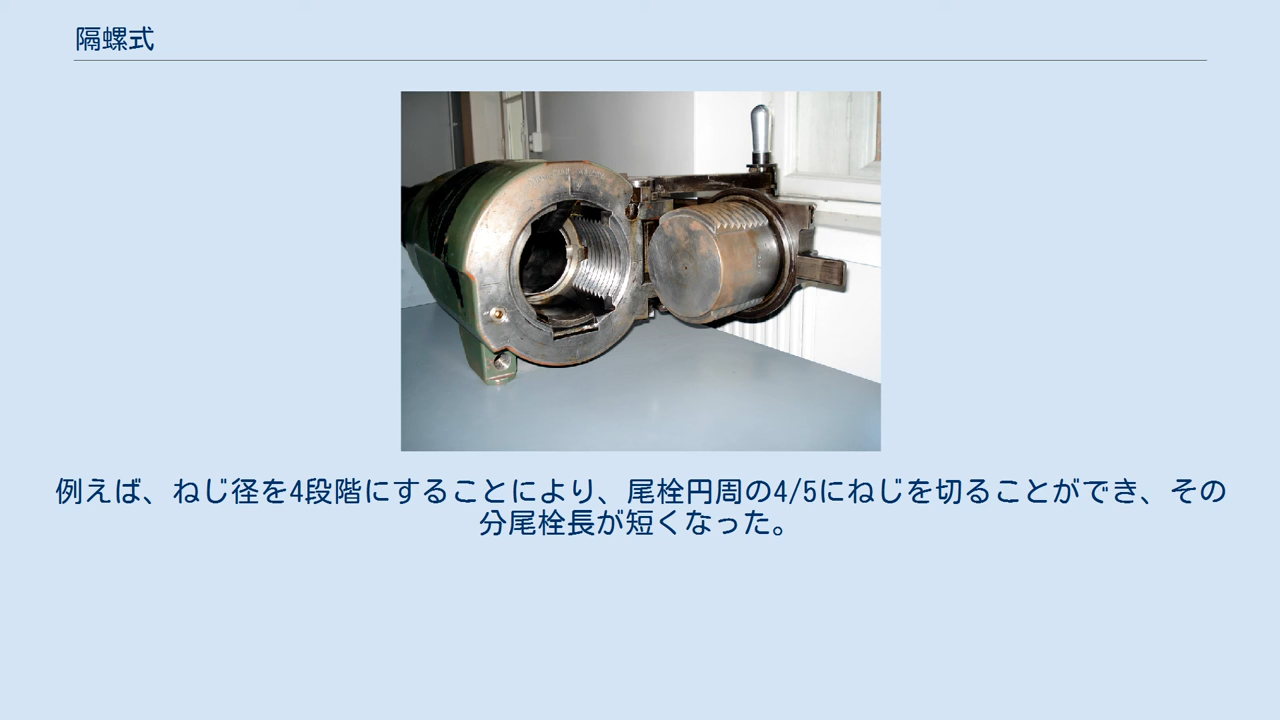 隔螺式
例えば、ねじ径を4段階にすることにより、尾栓円周の4/5にねじを切ることができ、その
分尾栓長が短くなった。